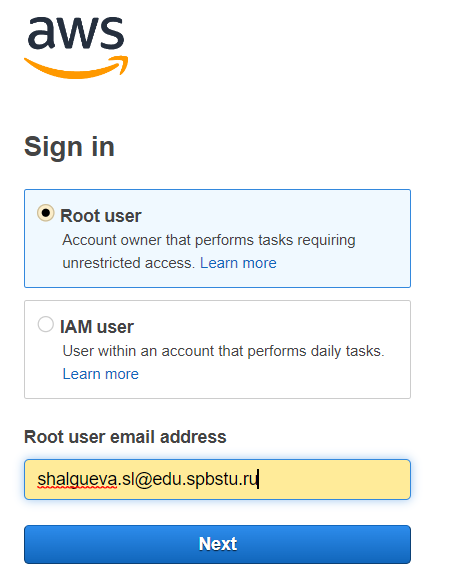 aws
Sign in
Root user
Account owner that performs tasks requiring
unrestricted access. Learn more
IAM user
User within an account that performs daily tasks.
Learn more
Root user email address
shalgueva.sl@edu.spbstu.ru
Next